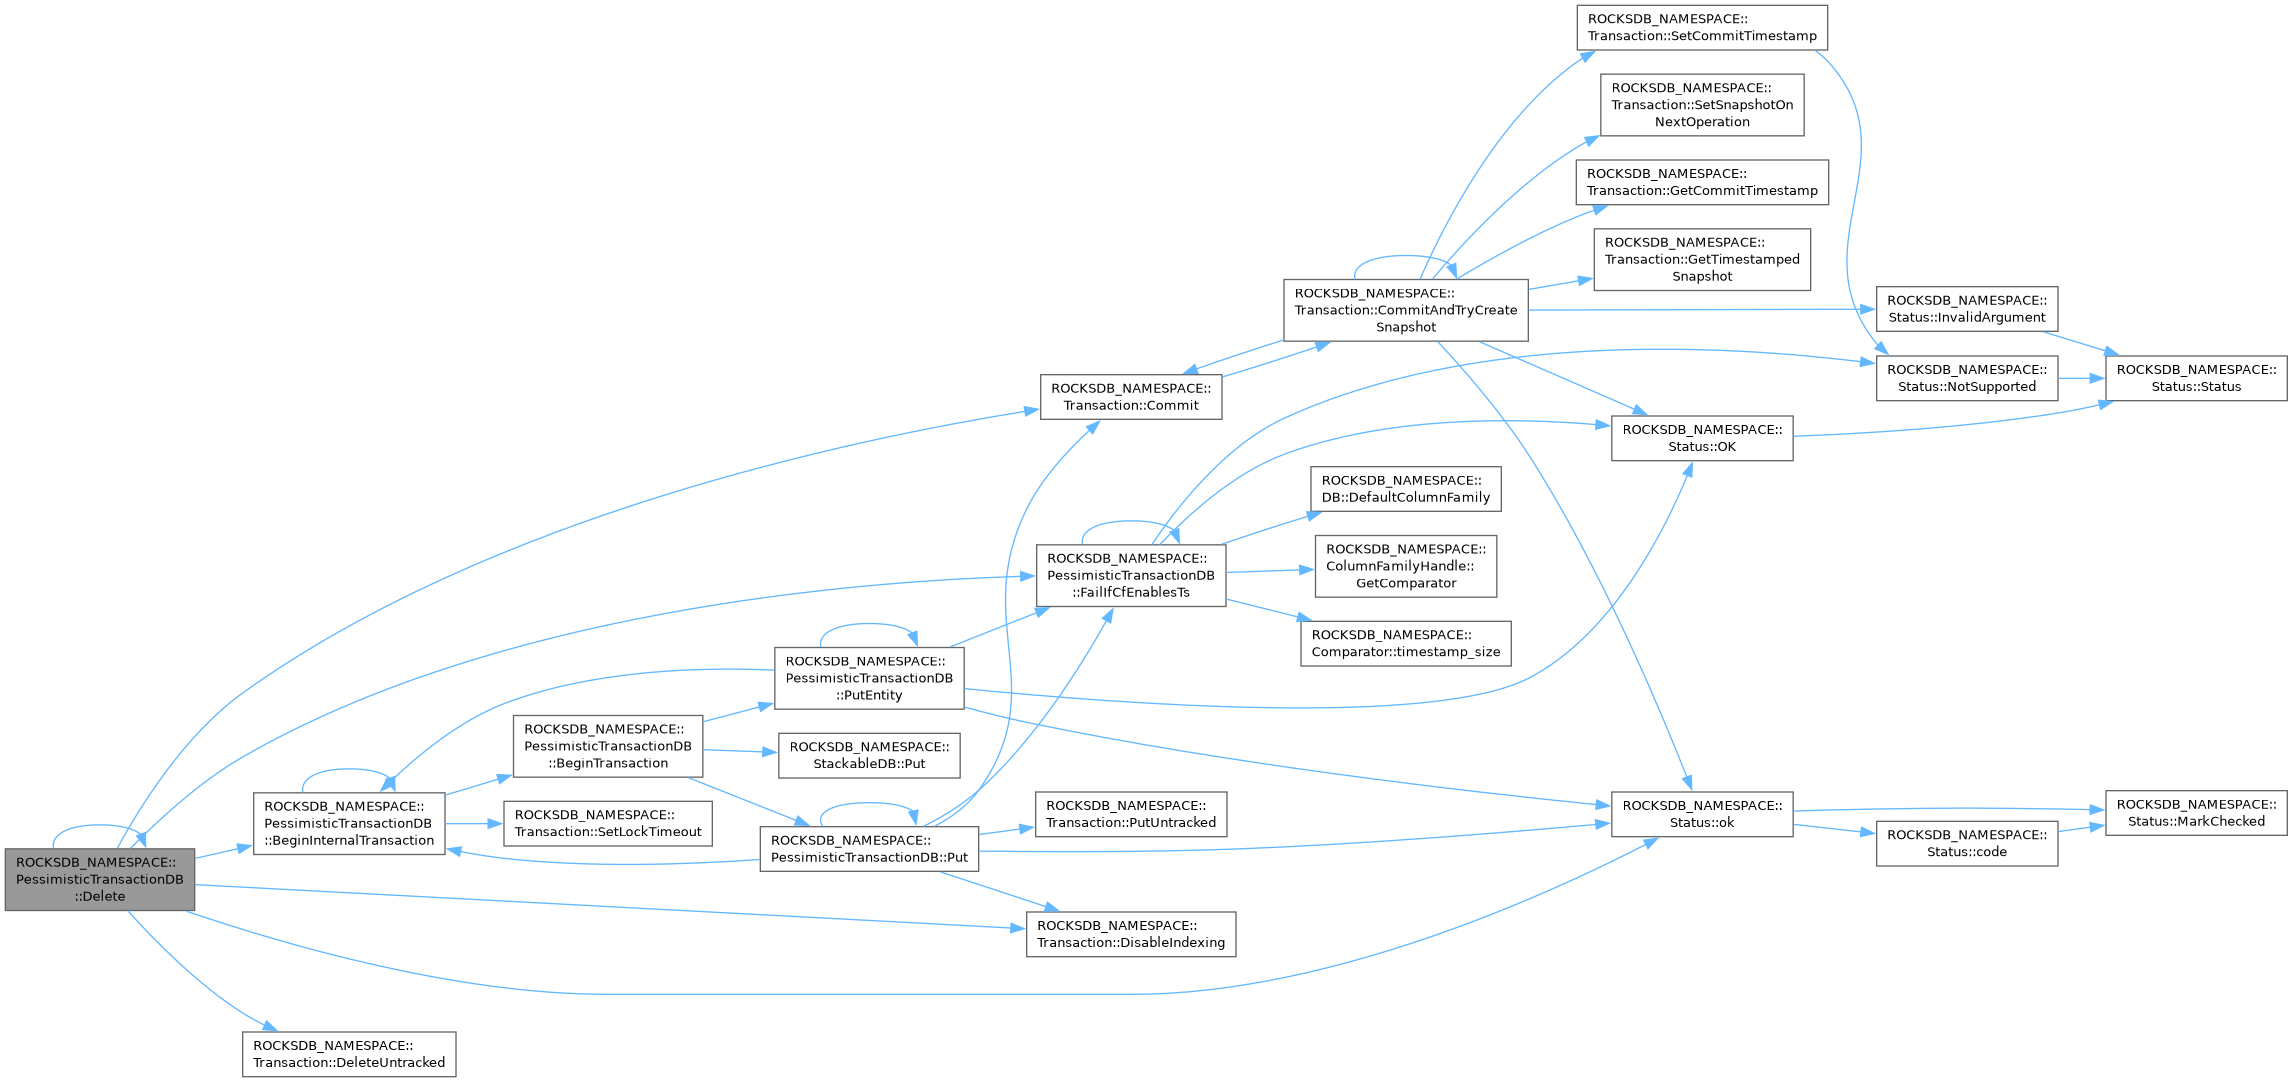 ROCKSDB_NAMESPACE::
Transaction::SetCommitTimestamp
ROCKSDB_NAMESPACE::
Transaction::SetSnapshotOn
NextOperation
ROCKSDB_NAMESPACE::
Transaction::GetCommitTimestamp
ROCKSDB_NAMESPACE::
Transaction::GetTimestamped
Snapshot
ROCKSDB_NAMESPACE::
Transaction::CommitAndTryCreate
Snapshot
ROCKSDB_NAMESPACE::
Status::InvalidArgument
ROCKSDB_NAMESPACE::
Transaction::Commit
ROCKSDB_NAMESPACE::
Status::NotSupported
ROCKSDB_NAMESPACE::
Status::Status
ROCKSDB_NAMESPACE::
Status::OK
ROCKSDB_NAMESPACE::
DB::DefaultColumnFamily
ROCKSDB_NAMESPACE::
PessimisticTransactionDB
::FailIfCfEnablesTs
ROCKSDB_NAMESPACE::
ColumnFamilyHandle::
GetComparator
ROCKSDB_NAMESPACE::
Comparator::timestamp_size
ROCKSDB_NAMESPACE::
PessimisticTransactionDB
::PutEntity
ROCKSDB_NAMESPACE::
PessimisticTransactionDB
::BeginTransaction
ROCKSDB_NAMESPACE::
StackableDB::Put
ROCKSDB_NAMESPACE::
PessimisticTransactionDB
::BeginInternalTransaction
ROCKSDB_NAMESPACE::
Transaction::SetLockTimeout
ROCKSDB_NAMESPACE::
PessimisticTransactionDB::Put
ROCKSDB_NAMESPACE::
Transaction::PutUntracked
ROCKSDB_NAMESPACE::
Status::ok
ROCKSDB_NAMESPACE::
Status::MarkChecked
ROCKSDB_NAMESPACE::
Status::code
ROCKSDB_NAMESPACE::
PessimisticTransactionDB
::Delete
ROCKSDB_NAMESPACE::
Transaction::DisableIndexing
ROCKSDB_NAMESPACE::
Transaction::DeleteUntracked